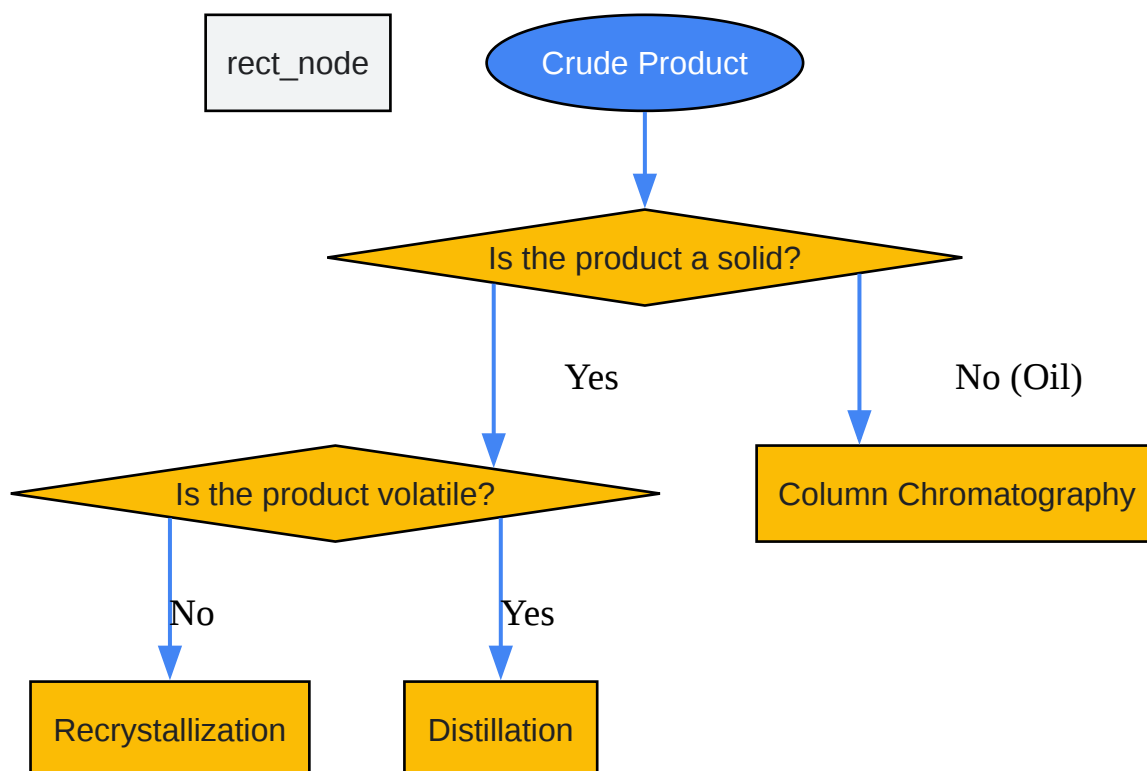 rect_node
Crude Product
Is the product a solid?
Yes
No (Oil)
Is the product volatile?
Column Chromatography
No
Yes
Recrystallization
Distillation